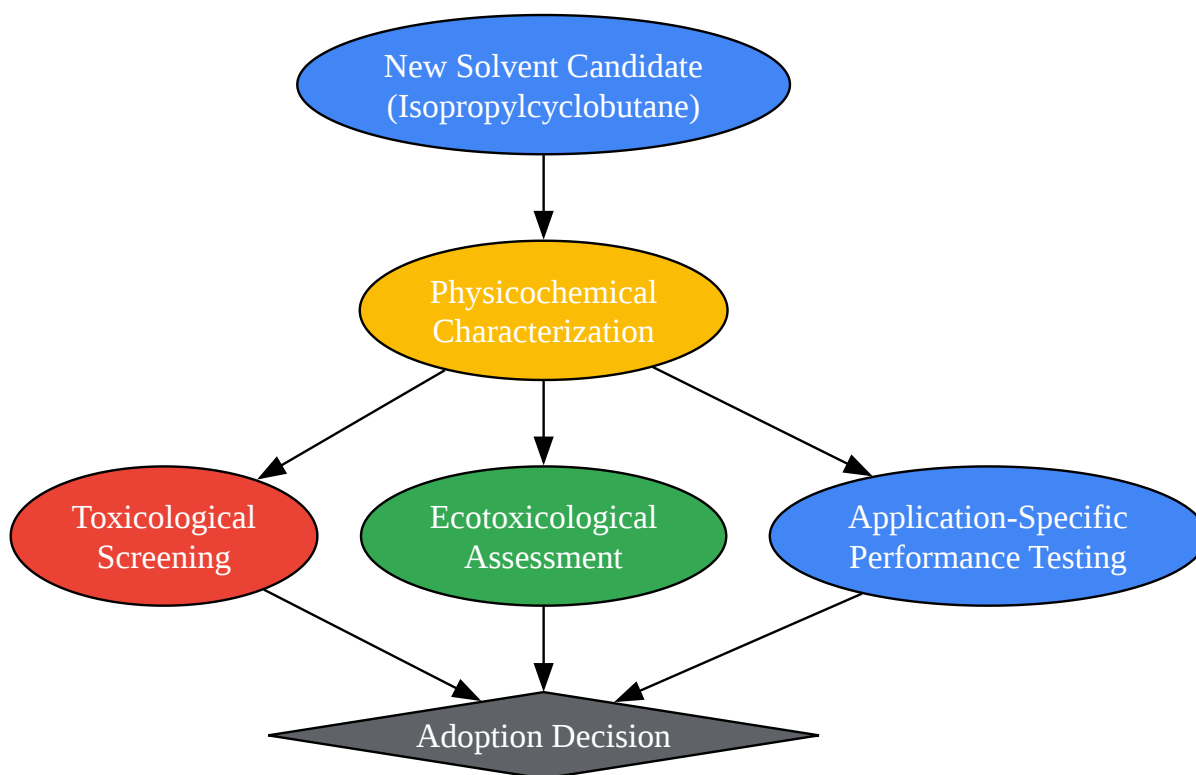 New Solvent Candidate
(Isopropylcyclobutane)
Physicochemical
Characterization
Toxicological
Screening
Ecotoxicological
Assessment
Application-Specific
Performance Testing
Adoption Decision